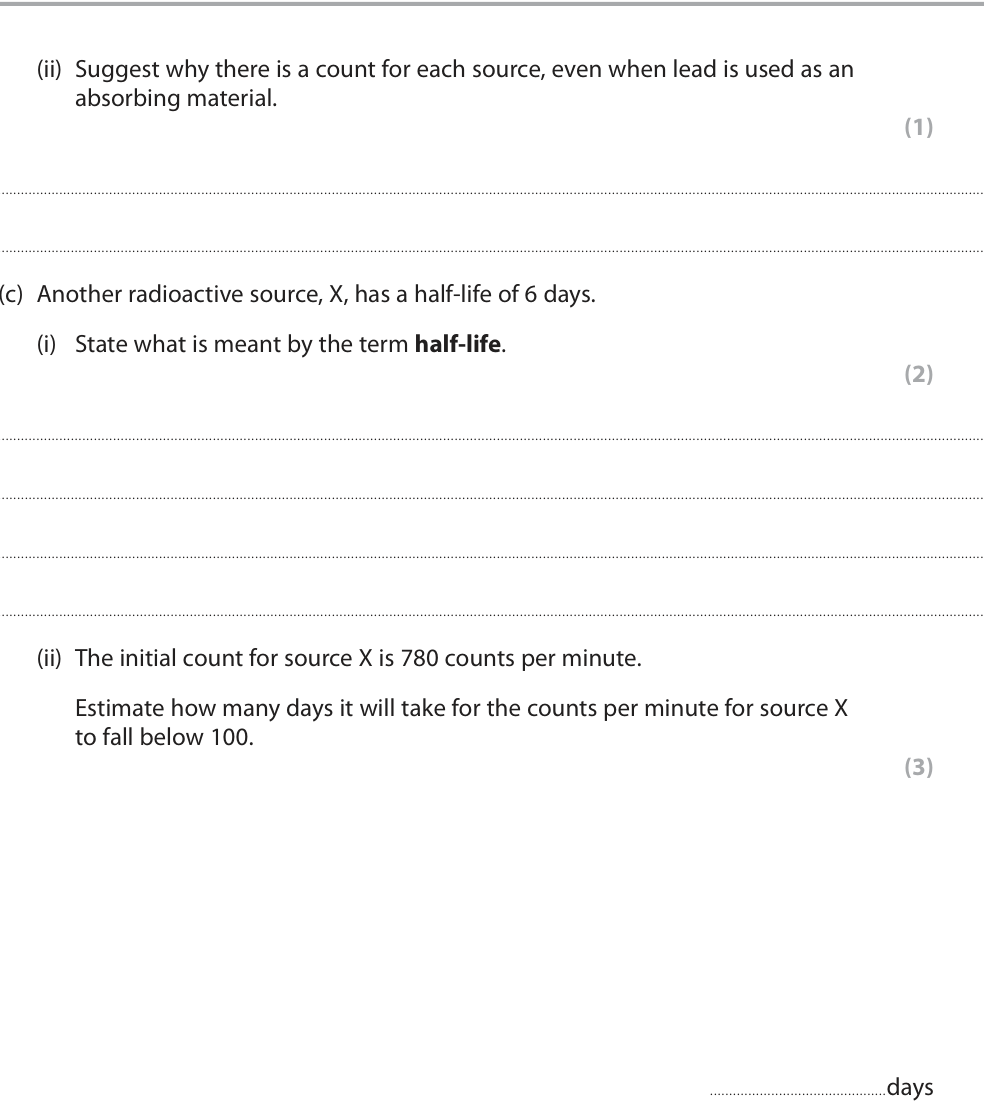 (ii) Suggest why there is a count for each source, even when lead is used as an
absorbing material.
(1)
(c) Another radioactive source, X, has a half-life of 6 days.
(i) State what is meant by the term half-life.
(2)
(ii) The initial count for source X is 780 counts per minute.
Estimate how many days it will take for the counts per minute for source X
to fall below 100.
(3)
days